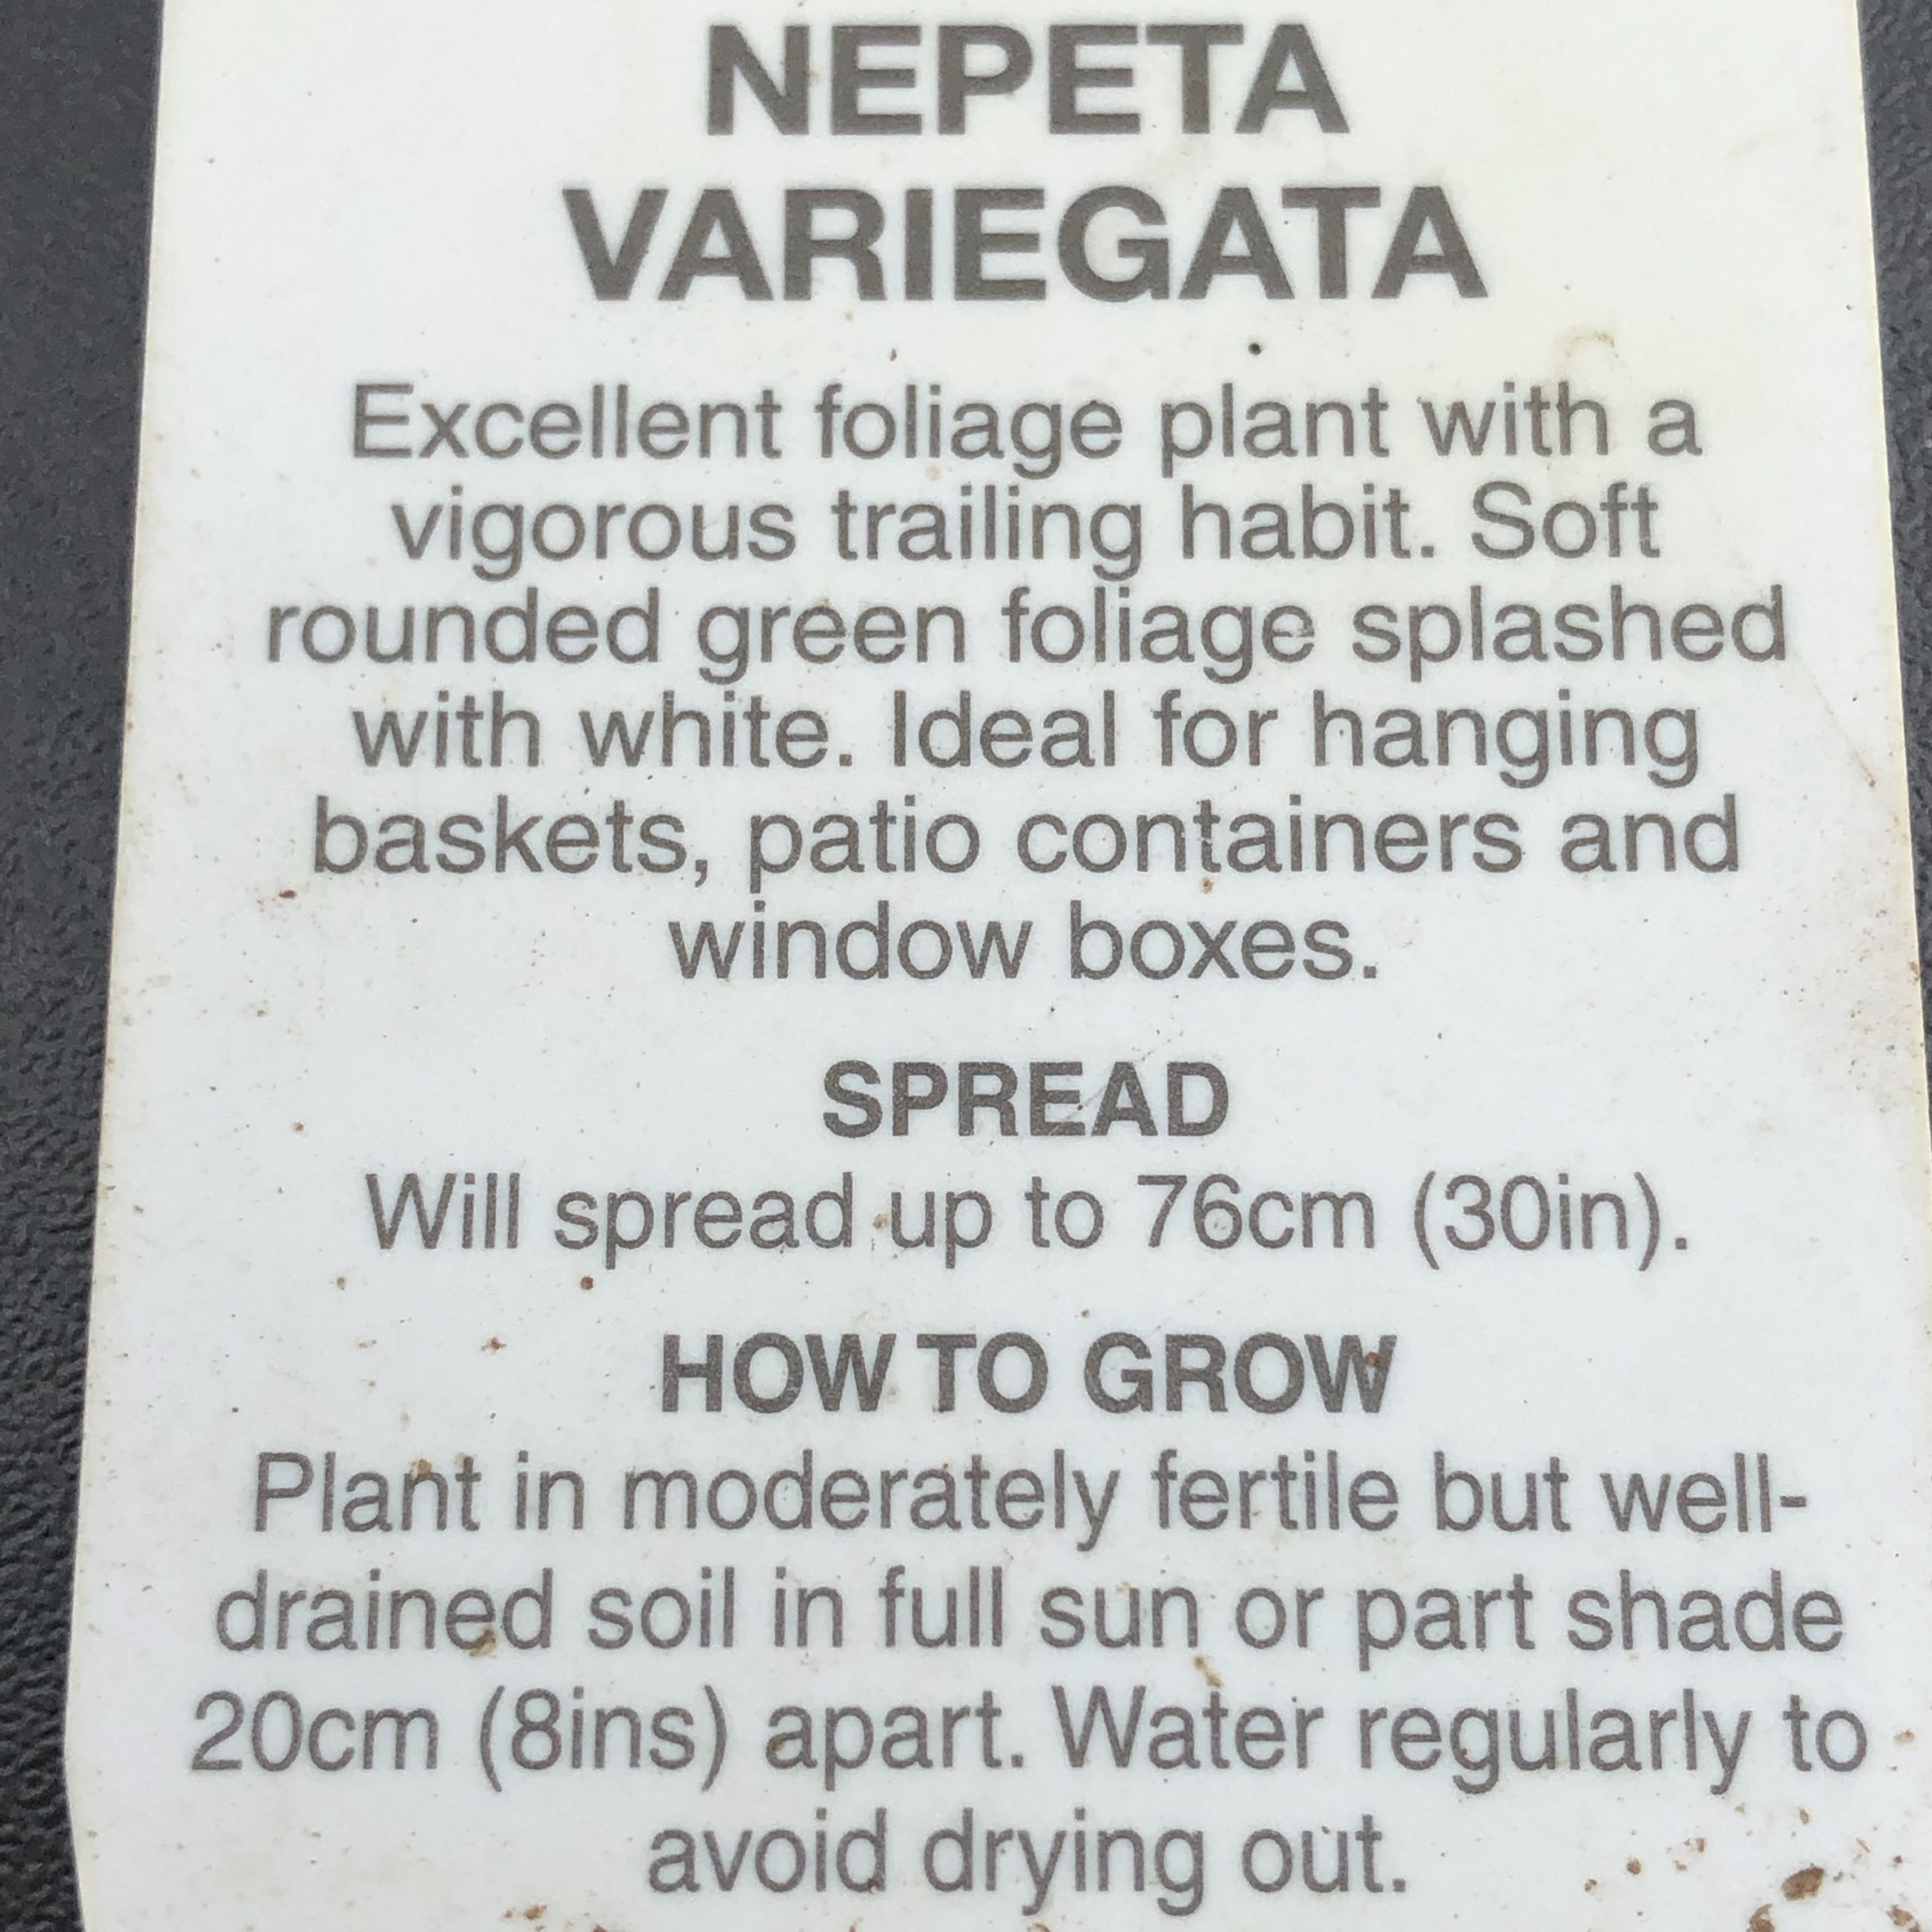 NEPETA
VARIEGATA
Excellent foliage plant with a
vigorous trailing habit. Soft
rounded green foliage splashed
with white. Ideal for hanging
baskets, patio containers and
window boxes.
SPREAD
Will spread up to 76cm (30in).
HOW TO GROW
Plant in moderately fertile but well-
drained soil in full sun or part shade
20cm (8ins) apart. Water regularly to
avoid drying out.